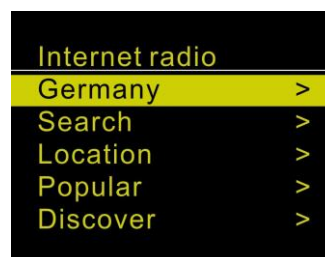 Internet radio
Germany >
Search >
Location >
Popular >
Discover >